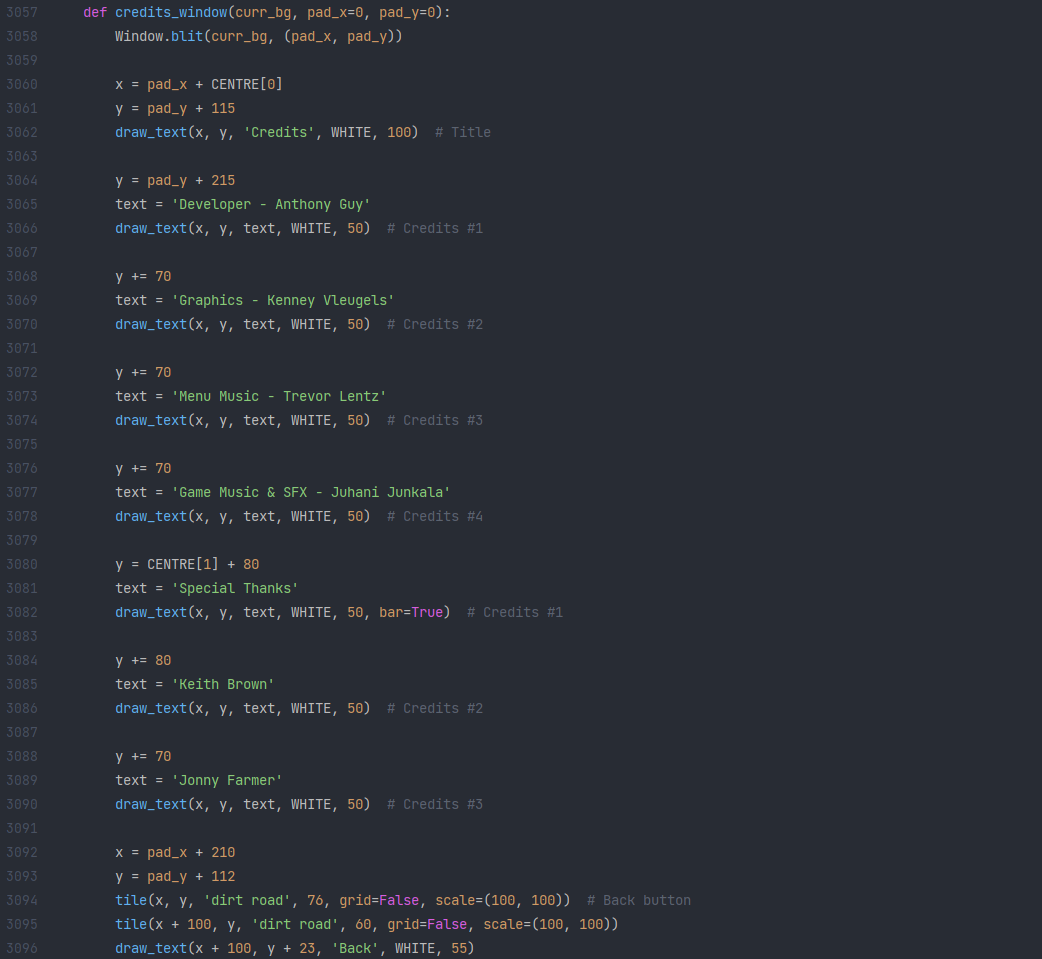 3057 def credits_window(curr_bg, pad_x=0, pad_y=0):
3058 Window.blit(curr_bg, (pad_x, pad_y))
3059
3060 x = pad_x + CENTRE[0]
3061 y = pad_y + 115
3062 draw_text(x, y, 'Credits', WHITE, 100)  # Title
3063
3064 y = pad_y + 215
3065 text = 'Developer - Anthony Guy'
3066 draw_text(x, y, text, WHITE, 50)  # Credits #1
3067
3068 y += 70
3069 text = 'Graphics - Kenney Vleugels'
3070 draw_text(x, y, text, WHITE, 50)  # Credits #2
3071
3072 y += 70
3073 text = 'Menu Music - Trevor Lentz'
3074 draw_text(x, y, text, WHITE, 50)  # Credits #3
3075
3076 y += 70
3077 text = 'Game Music & SFX - Juhani Junkala'
3078 draw_text(x, y, text, WHITE, 50)  # Credits #4
3079
3080 y = CENTRE[1] + 80
3081 text = 'Special Thanks'
3082 draw_text(x, y, text, WHITE, 50, bar=True)  # Credits #1
3083
3084 y += 80
3085 text = 'Keith Brown'
3086 draw_text(x, y, text, WHITE, 50)  # Credits #2
3087
3088 y += 70
3089 text = 'Jonny Farmer'
3090 draw_text(x, y, text, WHITE, 50)  # Credits #3
3091
3092 x = pad_x + 210
3093 y = pad_y + 112
3094 tile(x, y, 'dirt road', 76, grid=False, scale=(100, 100))  # Back button
3095 tile(x + 100, y, 'dirt road', 60, grid=False, scale=(100, 100))
3096 draw_text(x + 100, y + 23, 'Back', WHITE, 55)